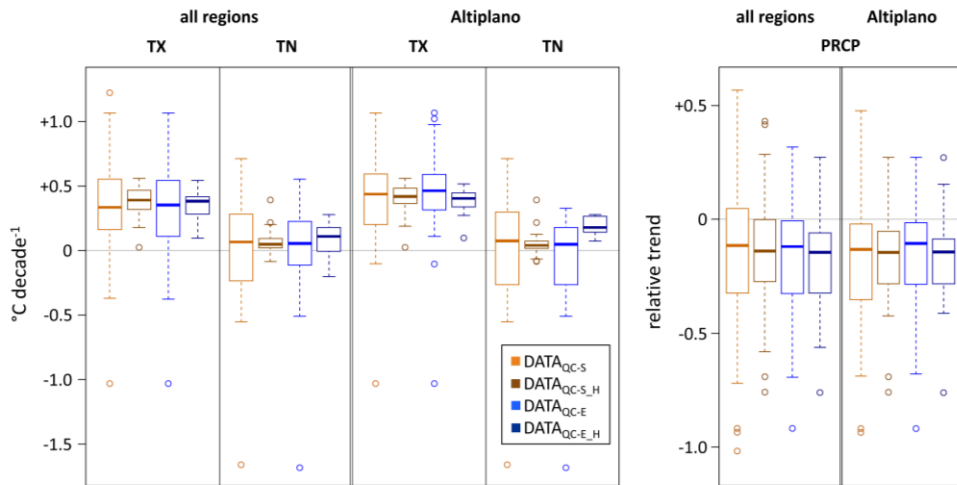 all regions
Altiplano
TX
TN
TX
TN
°C decade-1
+1.0
+0.5
0
-0.5
-1.0
-1.5
DATAQC-S
DATAQC-S_H
DATAQC-E
DATAQC-E_H
all regions
Altiplano
PRCP
relative trend
+0.5
0
-0.5
-1.0